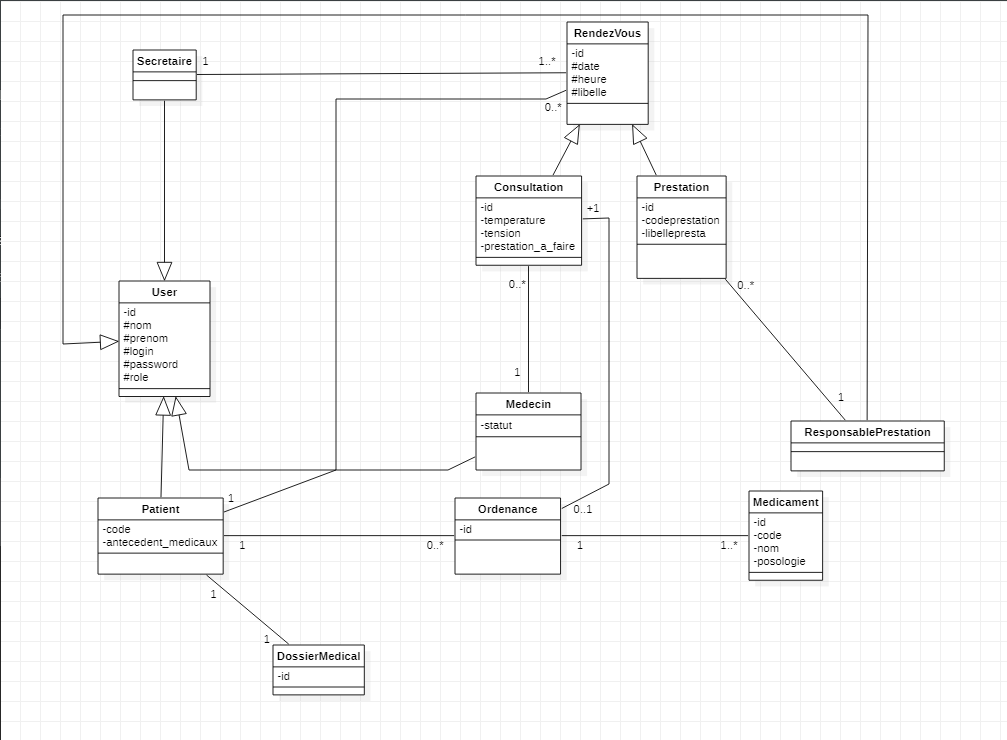 RendezVous
-id
#date
#heure
#libelle
Secretaire
1
1..*
0..*
Consultation
-id
-temperature
-tension
-prestation_a_faire
+1
Prestation
-id
-codeprestation
-libellepresta
0..*
0..*
User
-id
#nom
#prenom
#login
#password
#role
1
Medecin
-statut
1
ResponsablePrestation
1
Patient
-code
-antecedent_medicaux
1
0..*
Ordenance
-id
0..1
1
1..*
Medicament
-id
-code
-nom
-posologie
1
1
DossierMedical
-id